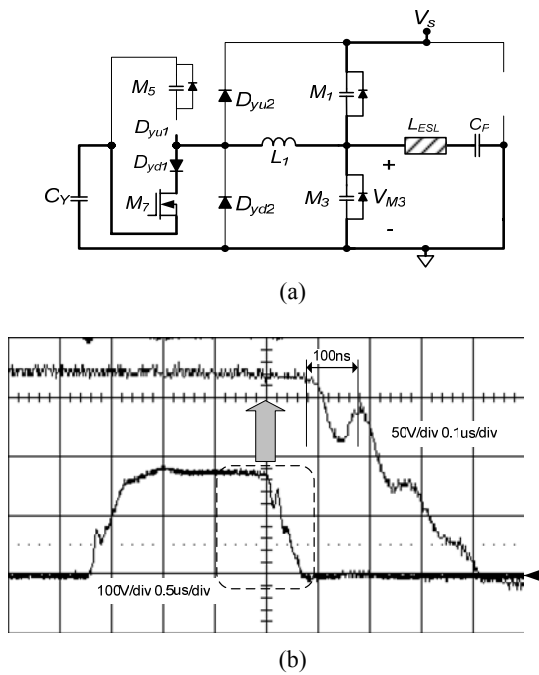 Vs
M5
M1
Dyu2
Dyu1
LESL
CF
Dyd1
L1
+
CY
M7
Dyd2
M3
VM3
-
(a)
100ns
50V/div 0.1us/div
100V/div 0.5us/div
(b)